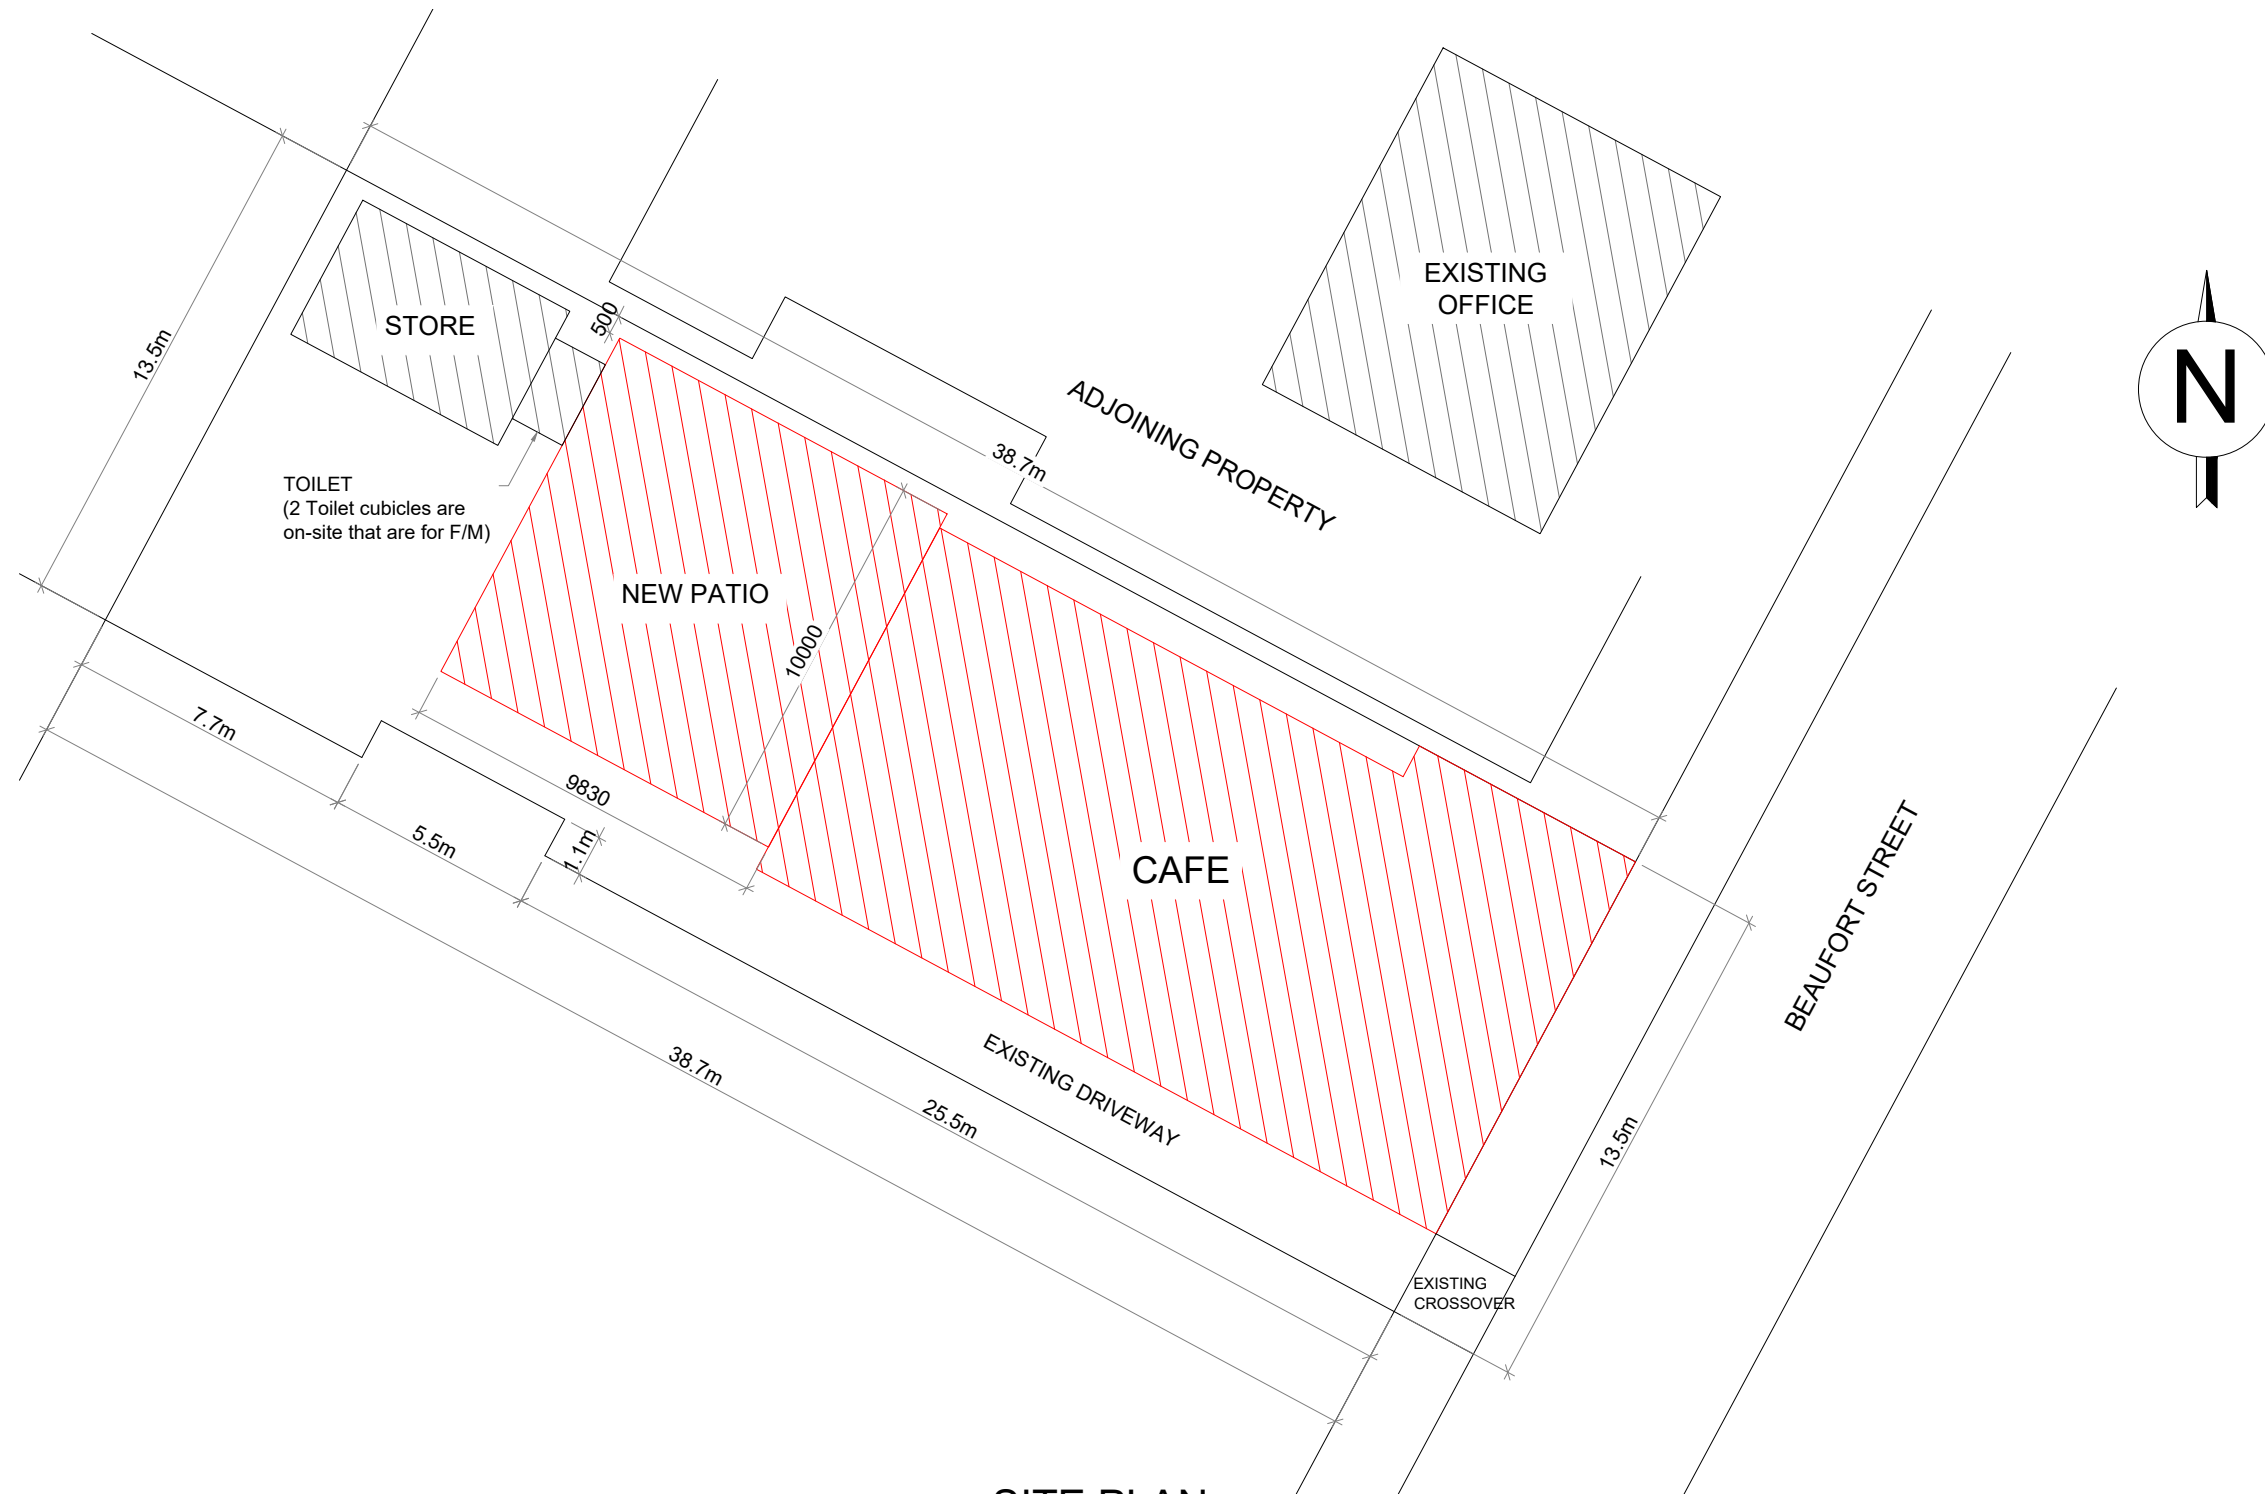 EXISTING
OFFICE
N
500
STORE
13.5m
ADJOINING PROPERTY
38.7m
TOILET
(2 Toilet cubicles are
on-site that are for F/M)
NEW PATIO
10000
7.7m
9830
5.5m
1.1m
CAFE
BEAUFORT STREET
EXISTING DRIVEWAY
38.7m
25.5m
13.5m
EXISTING
CROSSOVER
SITE PLAN